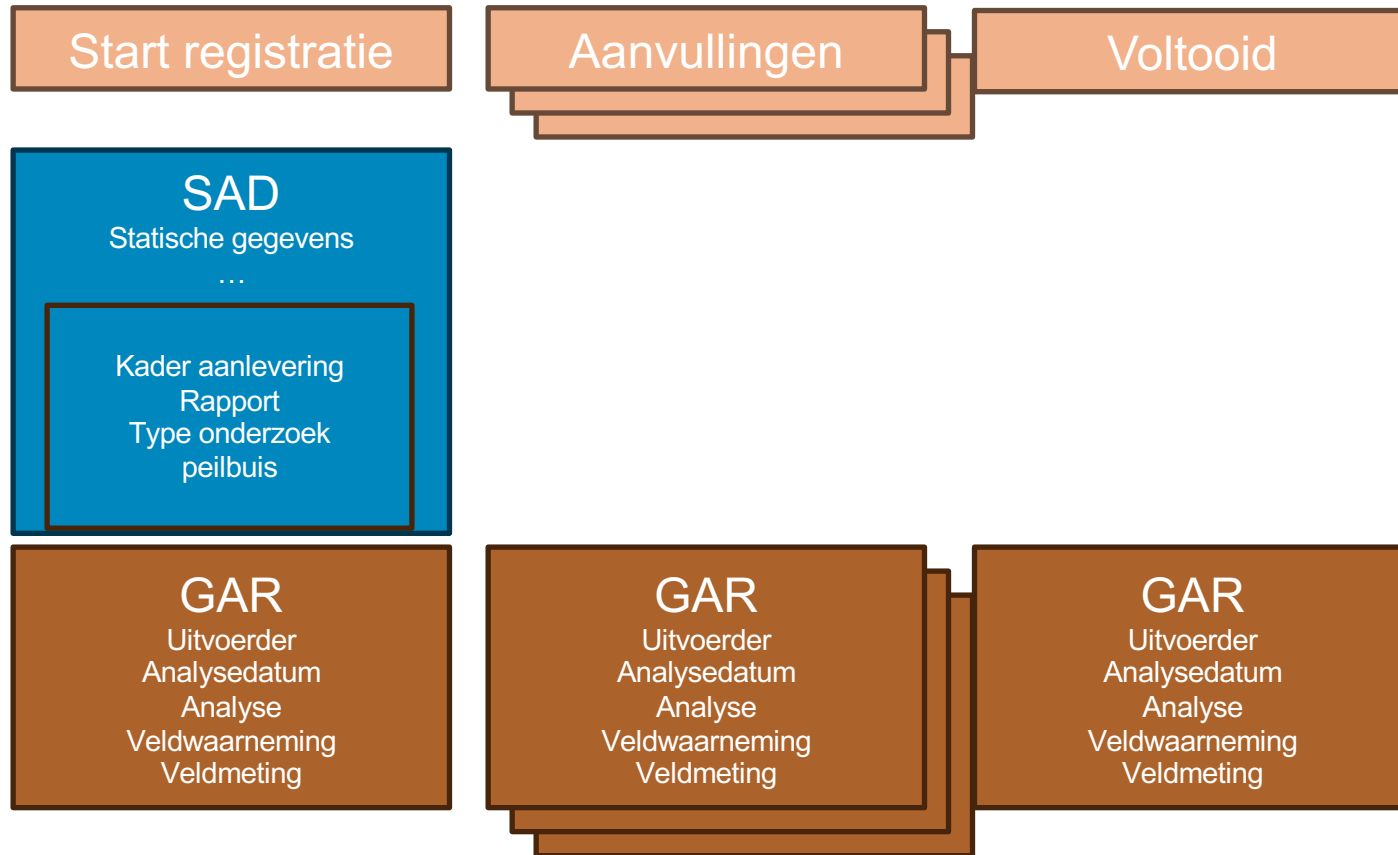 Start registratie
Aanvullingen
Voltooid
SAD
Statische gegevens
…
Kader aanlevering
Rapport
Type onderzoek
peilbuis
GAR
Uitvoerder
Analysedatum
Analyse
Veldwaarneming
Veldmeting
GAR
Uitvoerder
Analysedatum
Analyse
Veldwaarneming
Veldmeting
GAR
Uitvoerder
Analysedatum
Analyse
Veldwaarneming
Veldmeting